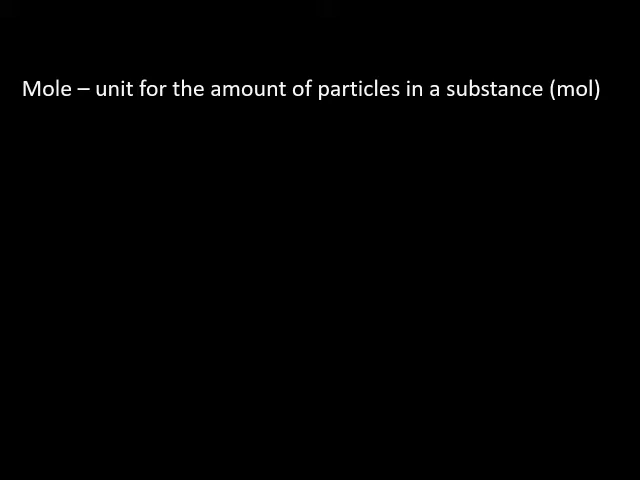 Mole – unit for the amount of particles in a substance (mol)